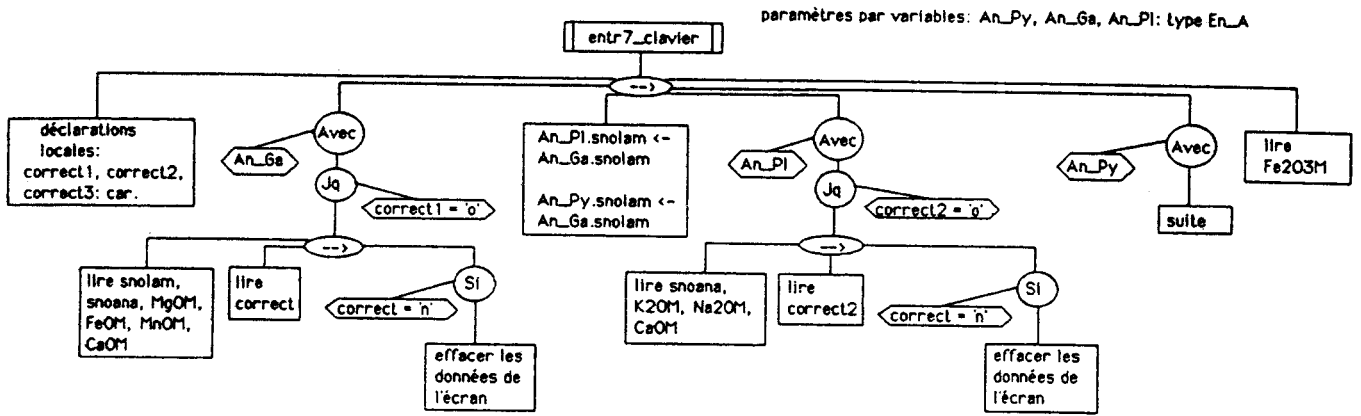 paramètres par variables: An_Py, An_Ga, An_Pl: type En_A
entr7_clavier
-->
déclarations
locales:
correct1, correct2,
correct3: car.
Avec
An_Ga
Jq
correct1 = 'o'
-->
lire snolam,
snoana, MgOM,
FeOM, MnOM,
CaOM
lire
correct
Si
correct = 'n'
effacer les
données de
l'écran
An_Pl.snolam <-
An_Ga.snolam
An_Py.snolam <-
An_Ga.snolam
Avec
An_Pl
Jq
correct2 = 'o'
-->
lire snoana,
K2OM, Na2OM,
CaOM
lire
correct2
Si
correct = 'n'
effacer les
données de
l'écran
Avec
An_Py
suite
lire
Fe2O3M